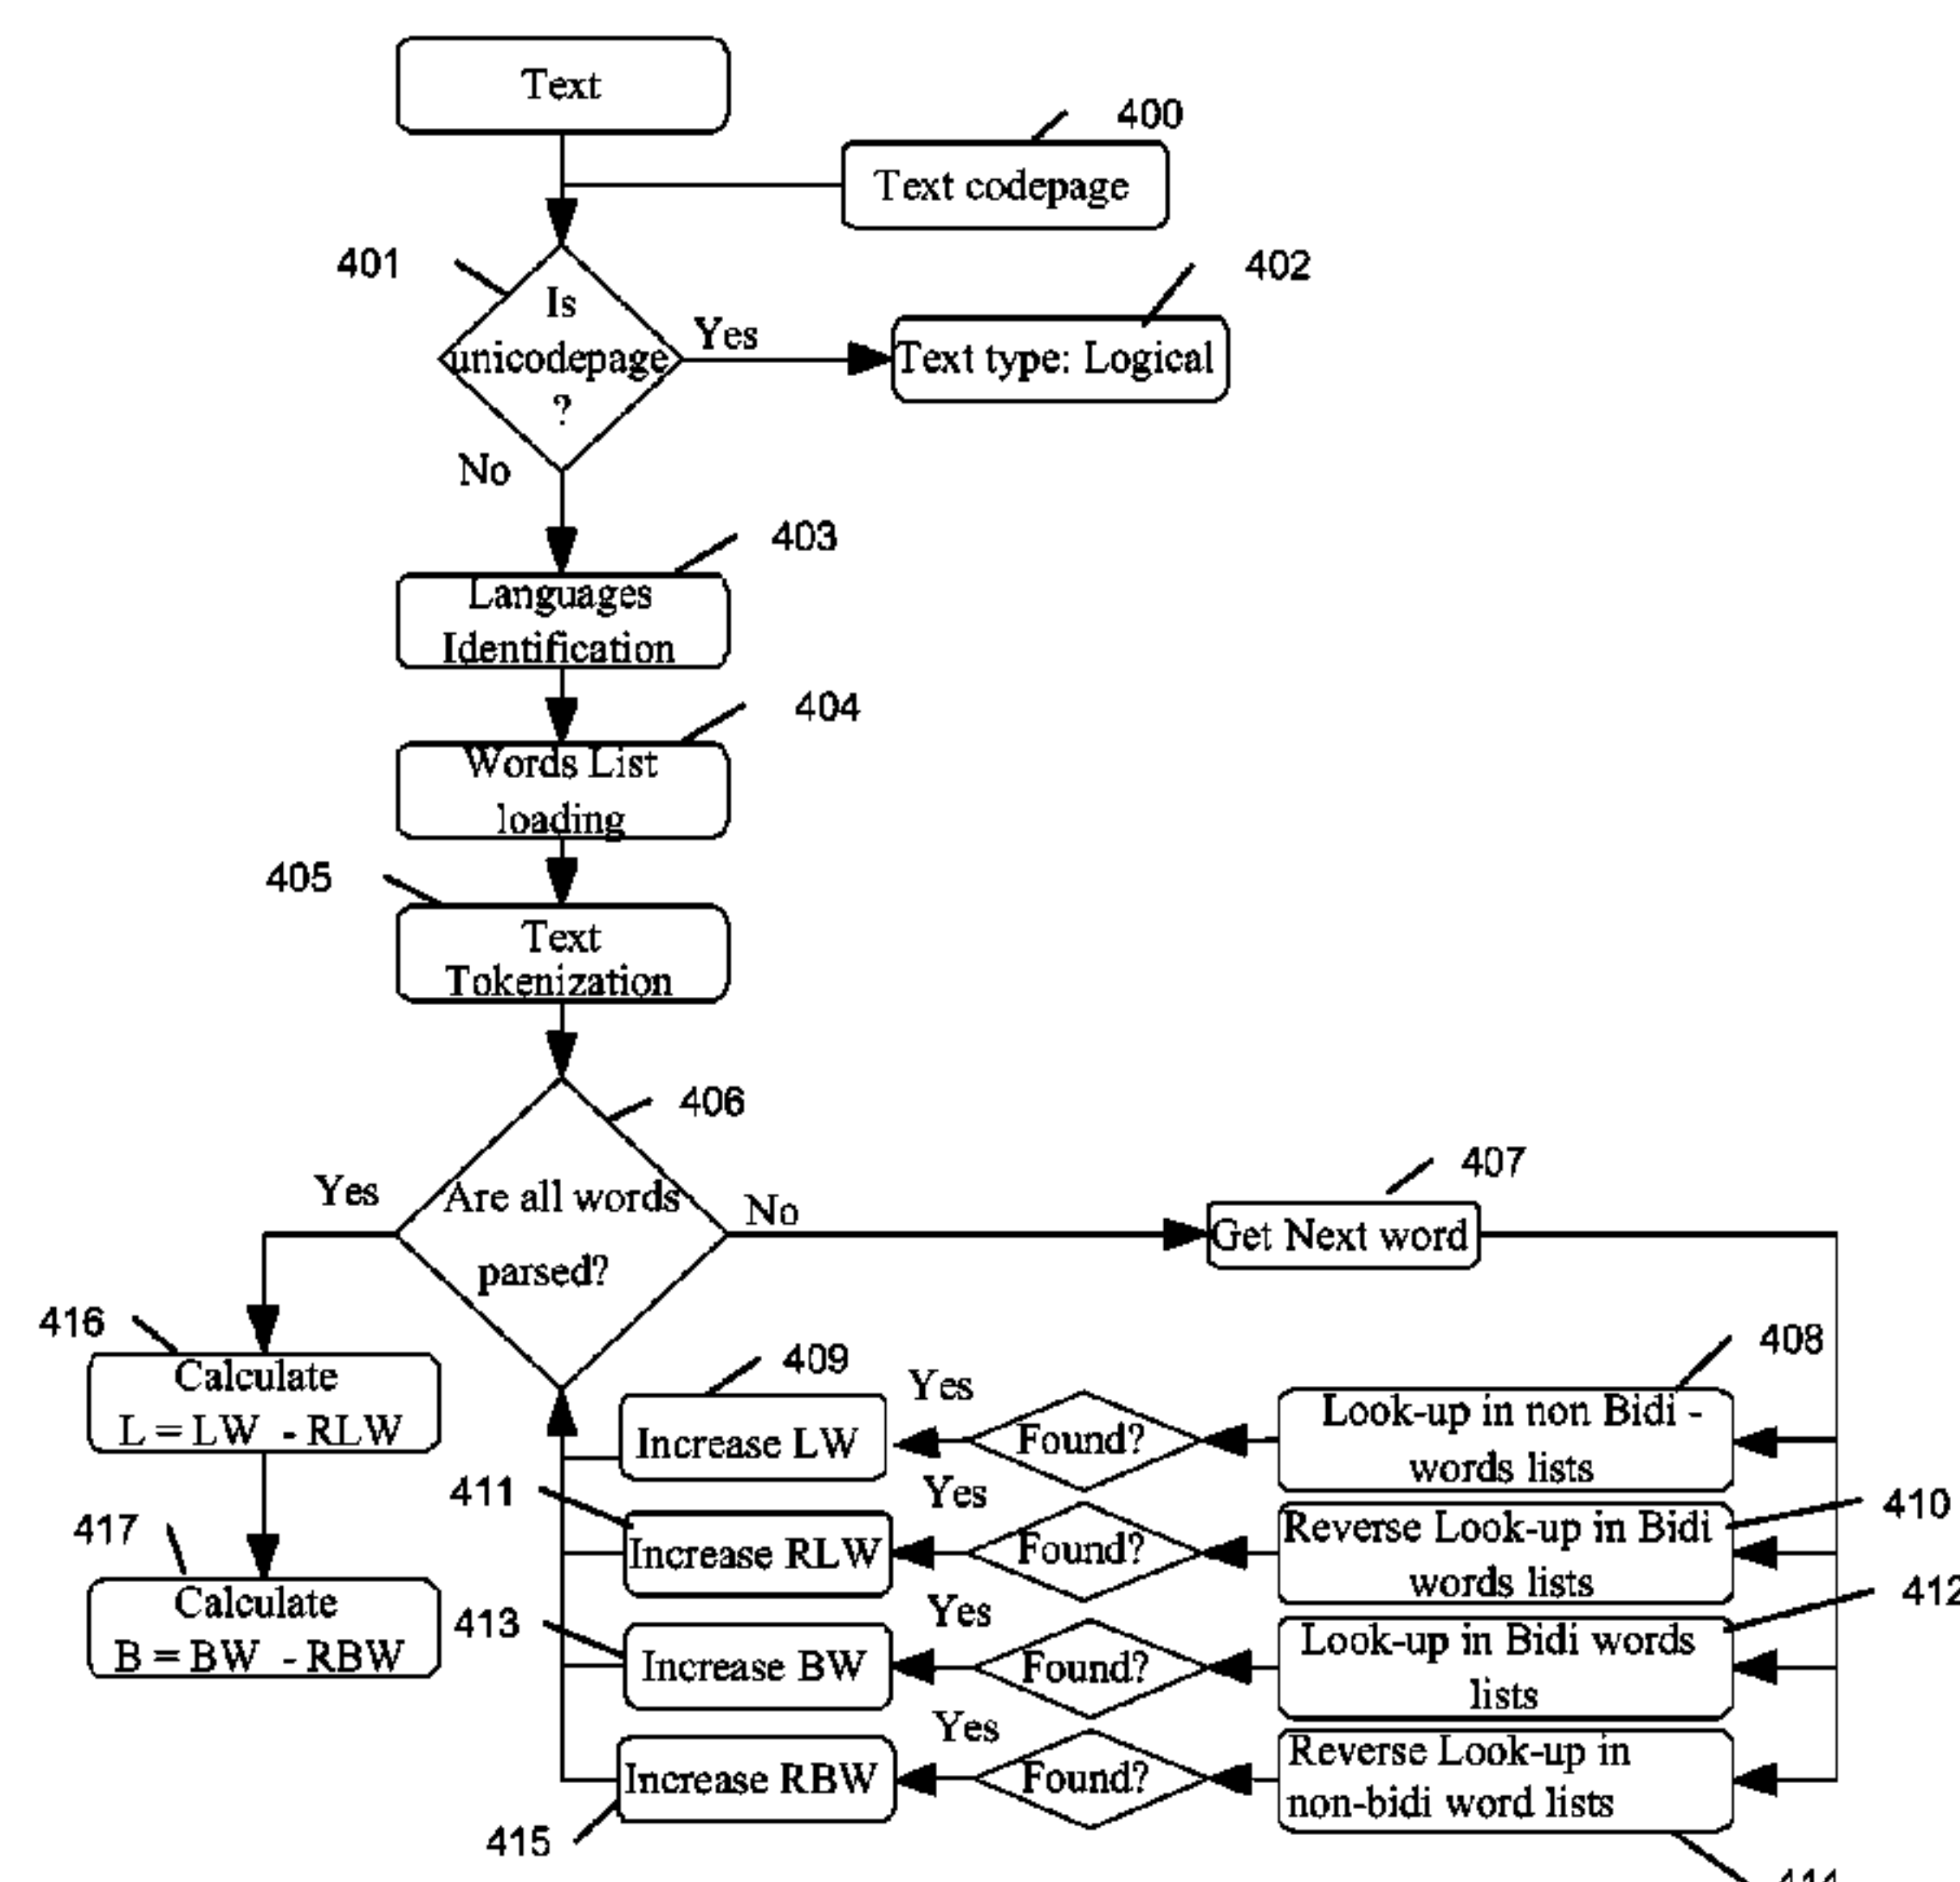 Text
400
Text codepage
401
Is
unicodepage
?
Yes
402
Text type: Logical
No
403
Languages
Identification
404
Words List
loading
405
Text
Tokenization
406
Are all words
parsed?
Yes
No
407
Get Next word
416
Calculate
L = LW - RLW
417
Calculate
B = BW - RBW
408
Look-up in non Bidi -
words lists
Found?
Yes
409
Increase LW
410
Reverse Look-up in Bidi
words lists
Found?
Yes
411
Increase RLW
412
Look-up in Bidi words
lists
Found?
Yes
413
Increase BW
Reverse Look-up in
non-bidi word lists
Found?
Yes
415
Increase RBW